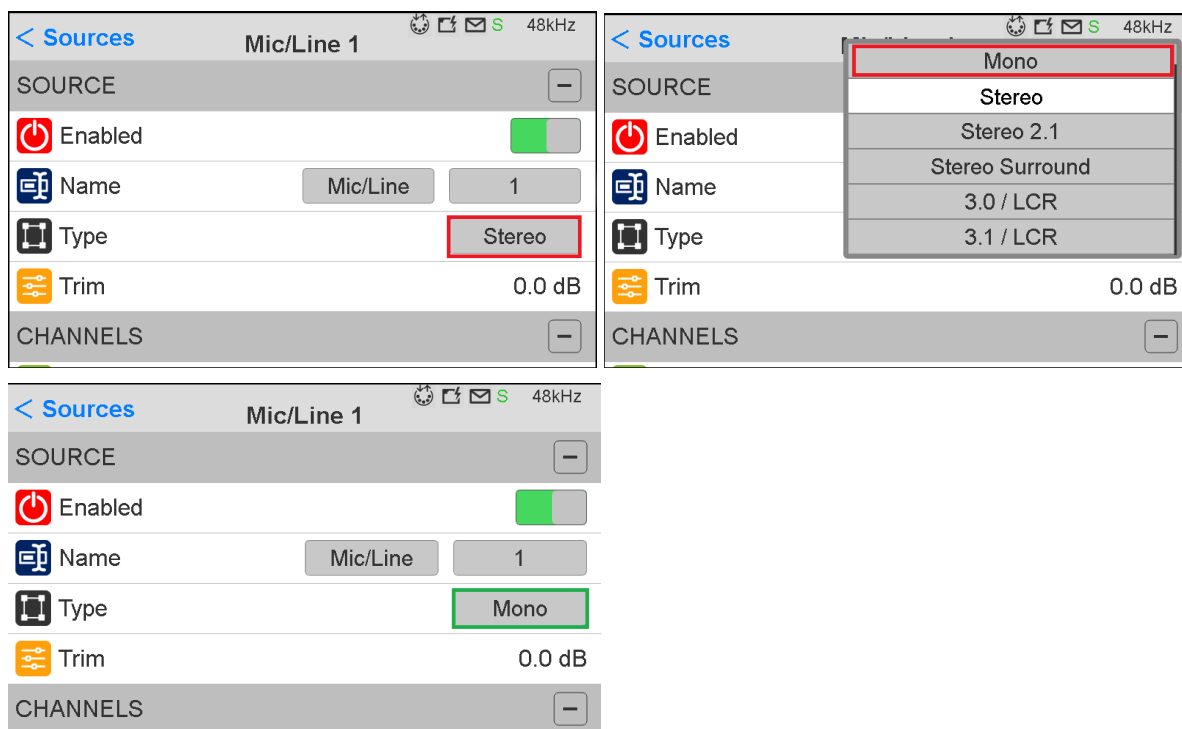 < Sources
Mic/Line 1
S 48kHz
SOURCE
Enabled
Name Mic/Line 1
Type Stereo
Trim 0.0 dB
CHANNELS
< Sources
S 48kHz
SOURCE
Enabled
Name
Type
Mono
Stereo
Stereo 2.1
Stereo Surround
3.0 / LCR
3.1 / LCR
Trim 0.0 dB
CHANNELS
< Sources
Mic/Line 1
S 48kHz
SOURCE
Enabled
Name Mic/Line 1
Type Mono
Trim 0.0 dB
CHANNELS